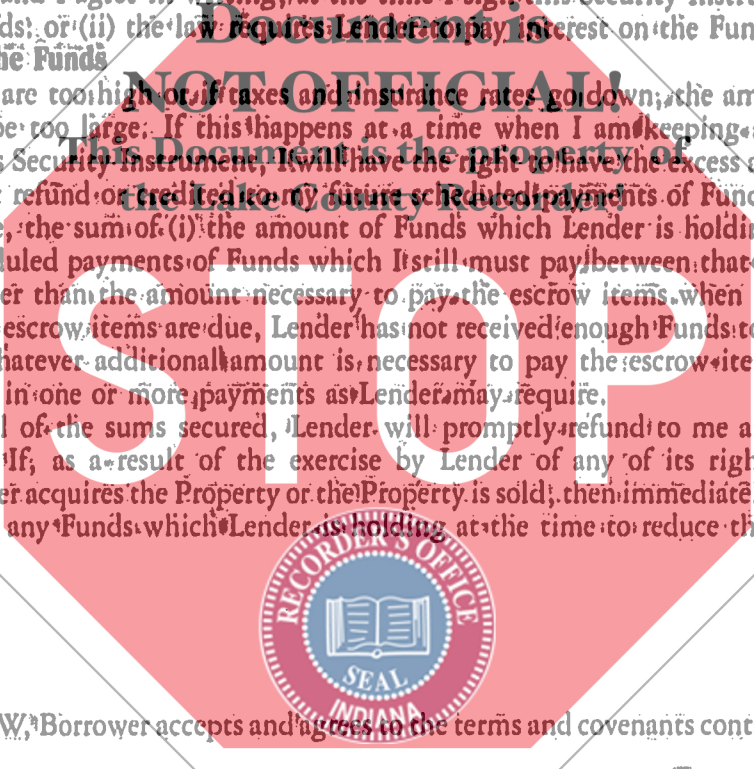 Document is
ds; or (ii) the law requires Lender to pay interest on the Fun
he Funds
NOT OFFICIAL!
are too high or if taxes and insurance rates go down, the am
be too large. If this happens at a time when I am keeping
This Document is the property of
s Security Instrument, I will have the right to have the excess
the Lake County Recorder!
refund or credited to my future scheduled payments of Fund
, the sum of (i) the amount of Funds which Lender is holdin
uled payments of Funds which I still must pay between that
er than the amount necessary to pay the escrow items when
escrow items are due, Lender has not received enough Funds to
hatever additional amount is necessary to pay the escrow ite
in one or more payments as Lender may require.
STOP
l of the sums secured, Lender will promptly refund to me a
If, as a result of the exercise by Lender of any of its righ
er acquires the Property or the Property is sold, then immediate
any Funds which Lender is holding at the time to reduce th
RECORDER'S OFFICE
SEAL
INDIANA
W, Borrower accepts and agrees to the terms and covenants cont